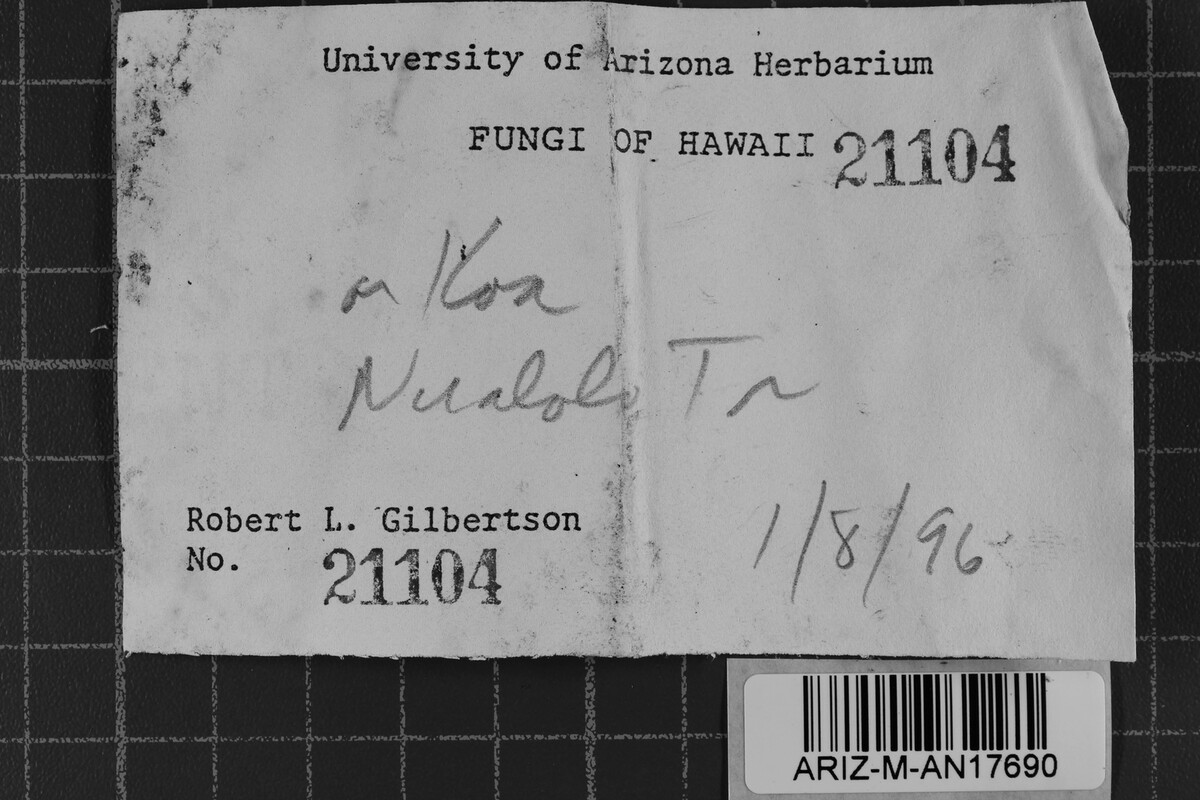 University of Arizona Herbarium
FUNGI OF HAWAII 21104
on Koa
Nualolo Tr
Robert L. Gilbertson
No. 21104
1/8/96
ARIZ-M-AN17690